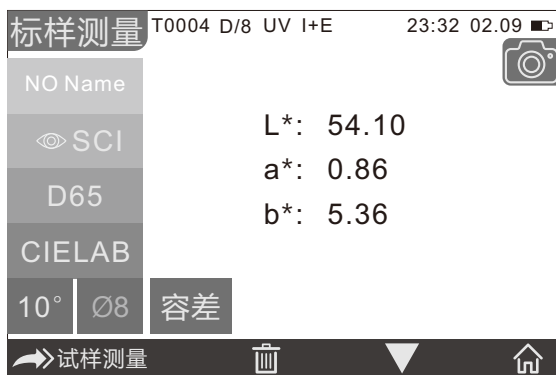 标样测量 T0004 D/8 UV I+E 23:32 02.09
NO Name
SCI
D65
CIELAB
10° Ø8 容差
L*: 54.10
a*: 0.86
b*: 5.36
试样测量